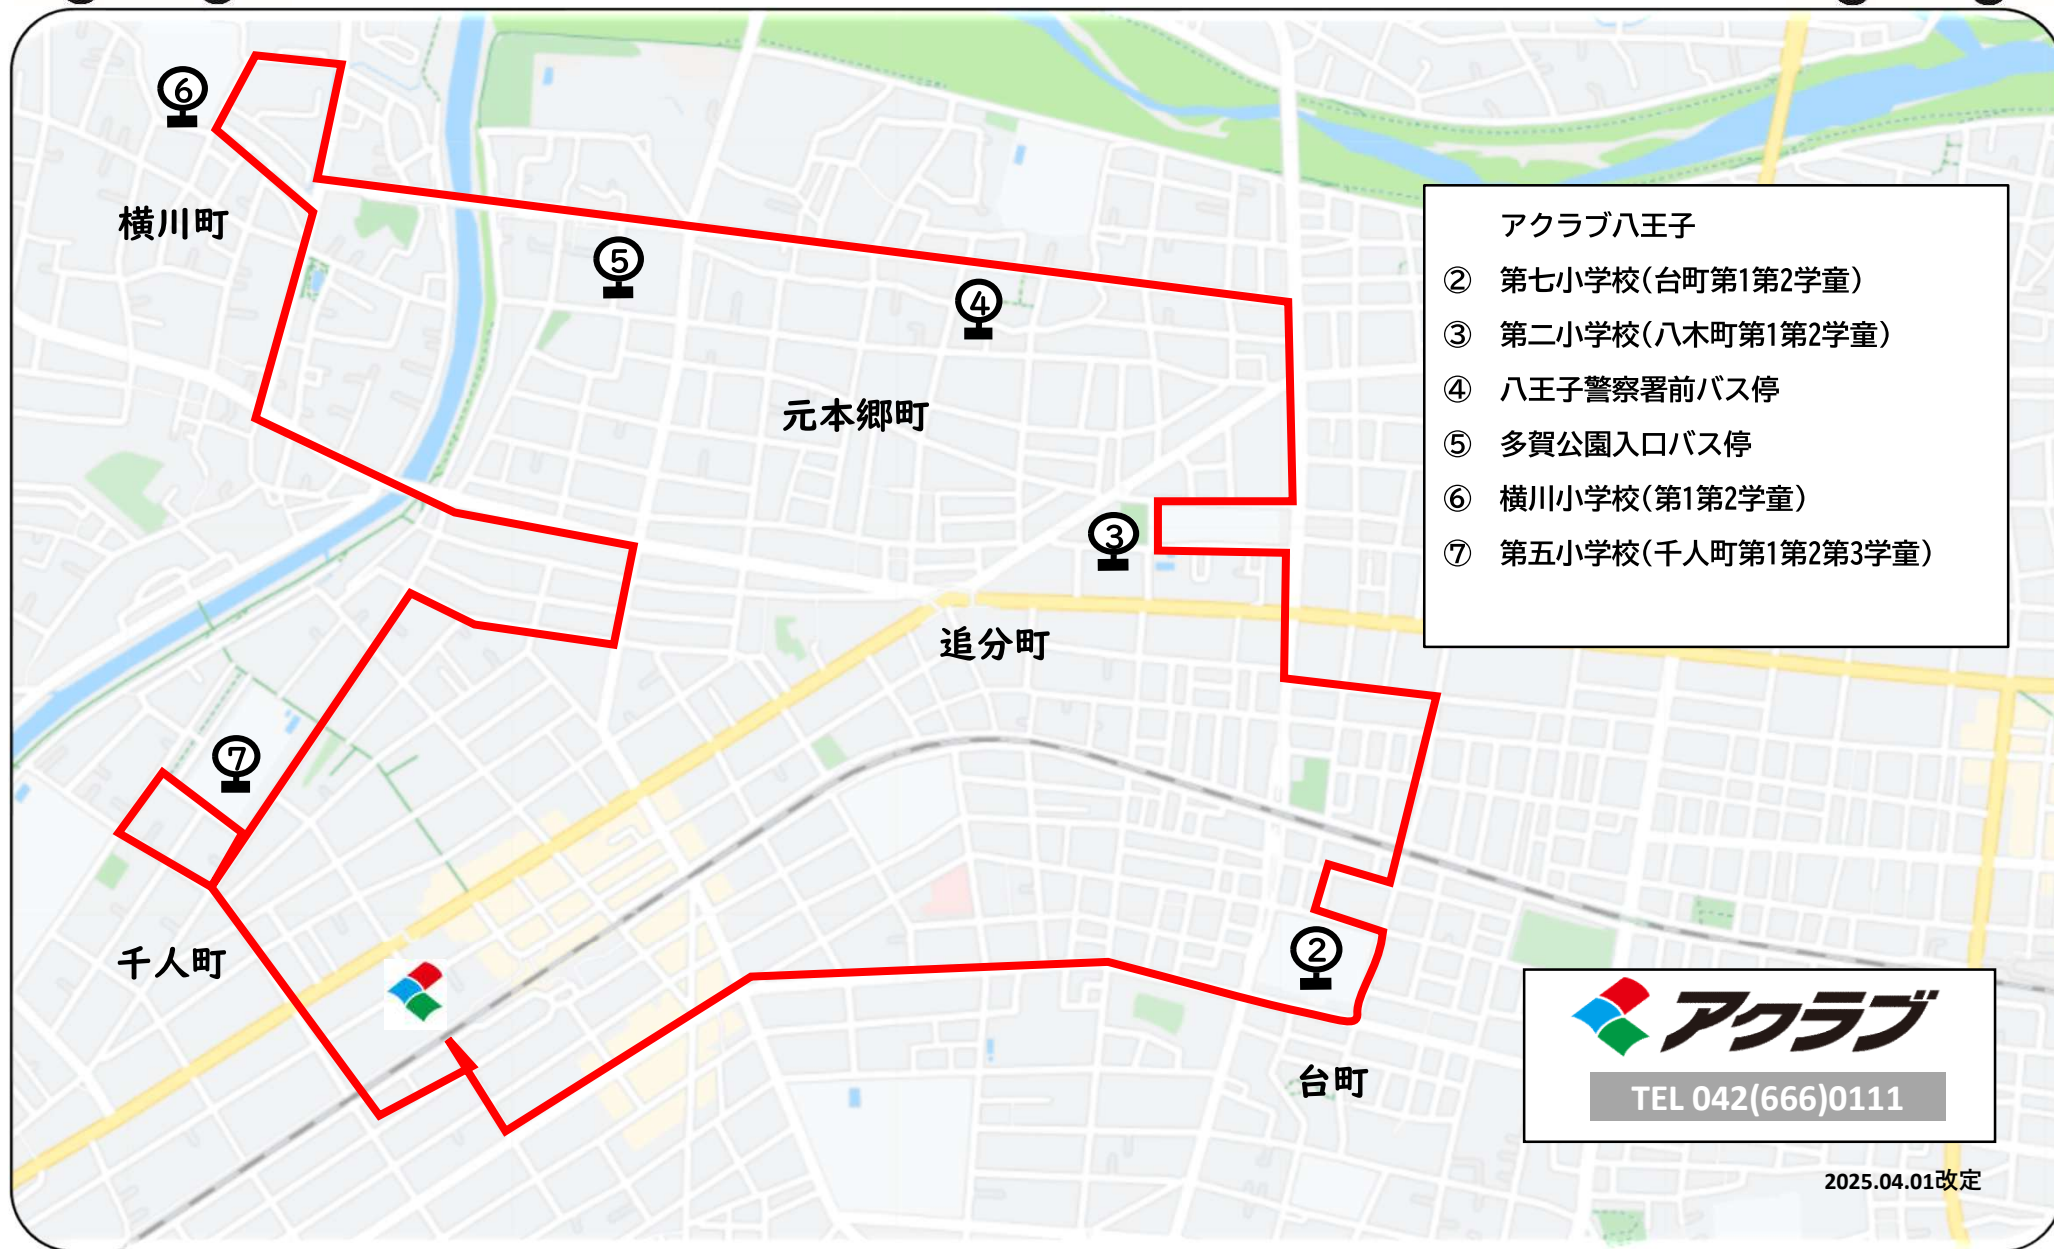 ⑥
横川町
⑤
④
元本郷町
③
追分町
⑦
千人町
②
台町
アクラブ八王子
② 第七小学校(台町第1第2学童)
③ 第二小学校(八木町第1第2学童)
④ 八王子警察署前バス停
⑤ 多賀公園入口バス停
⑥ 横川小学校(第1第2学童)
⑦ 第五小学校(千人町第1第2第3学童)
アクラブ
TEL 042(666)0111
2025.04.01改定